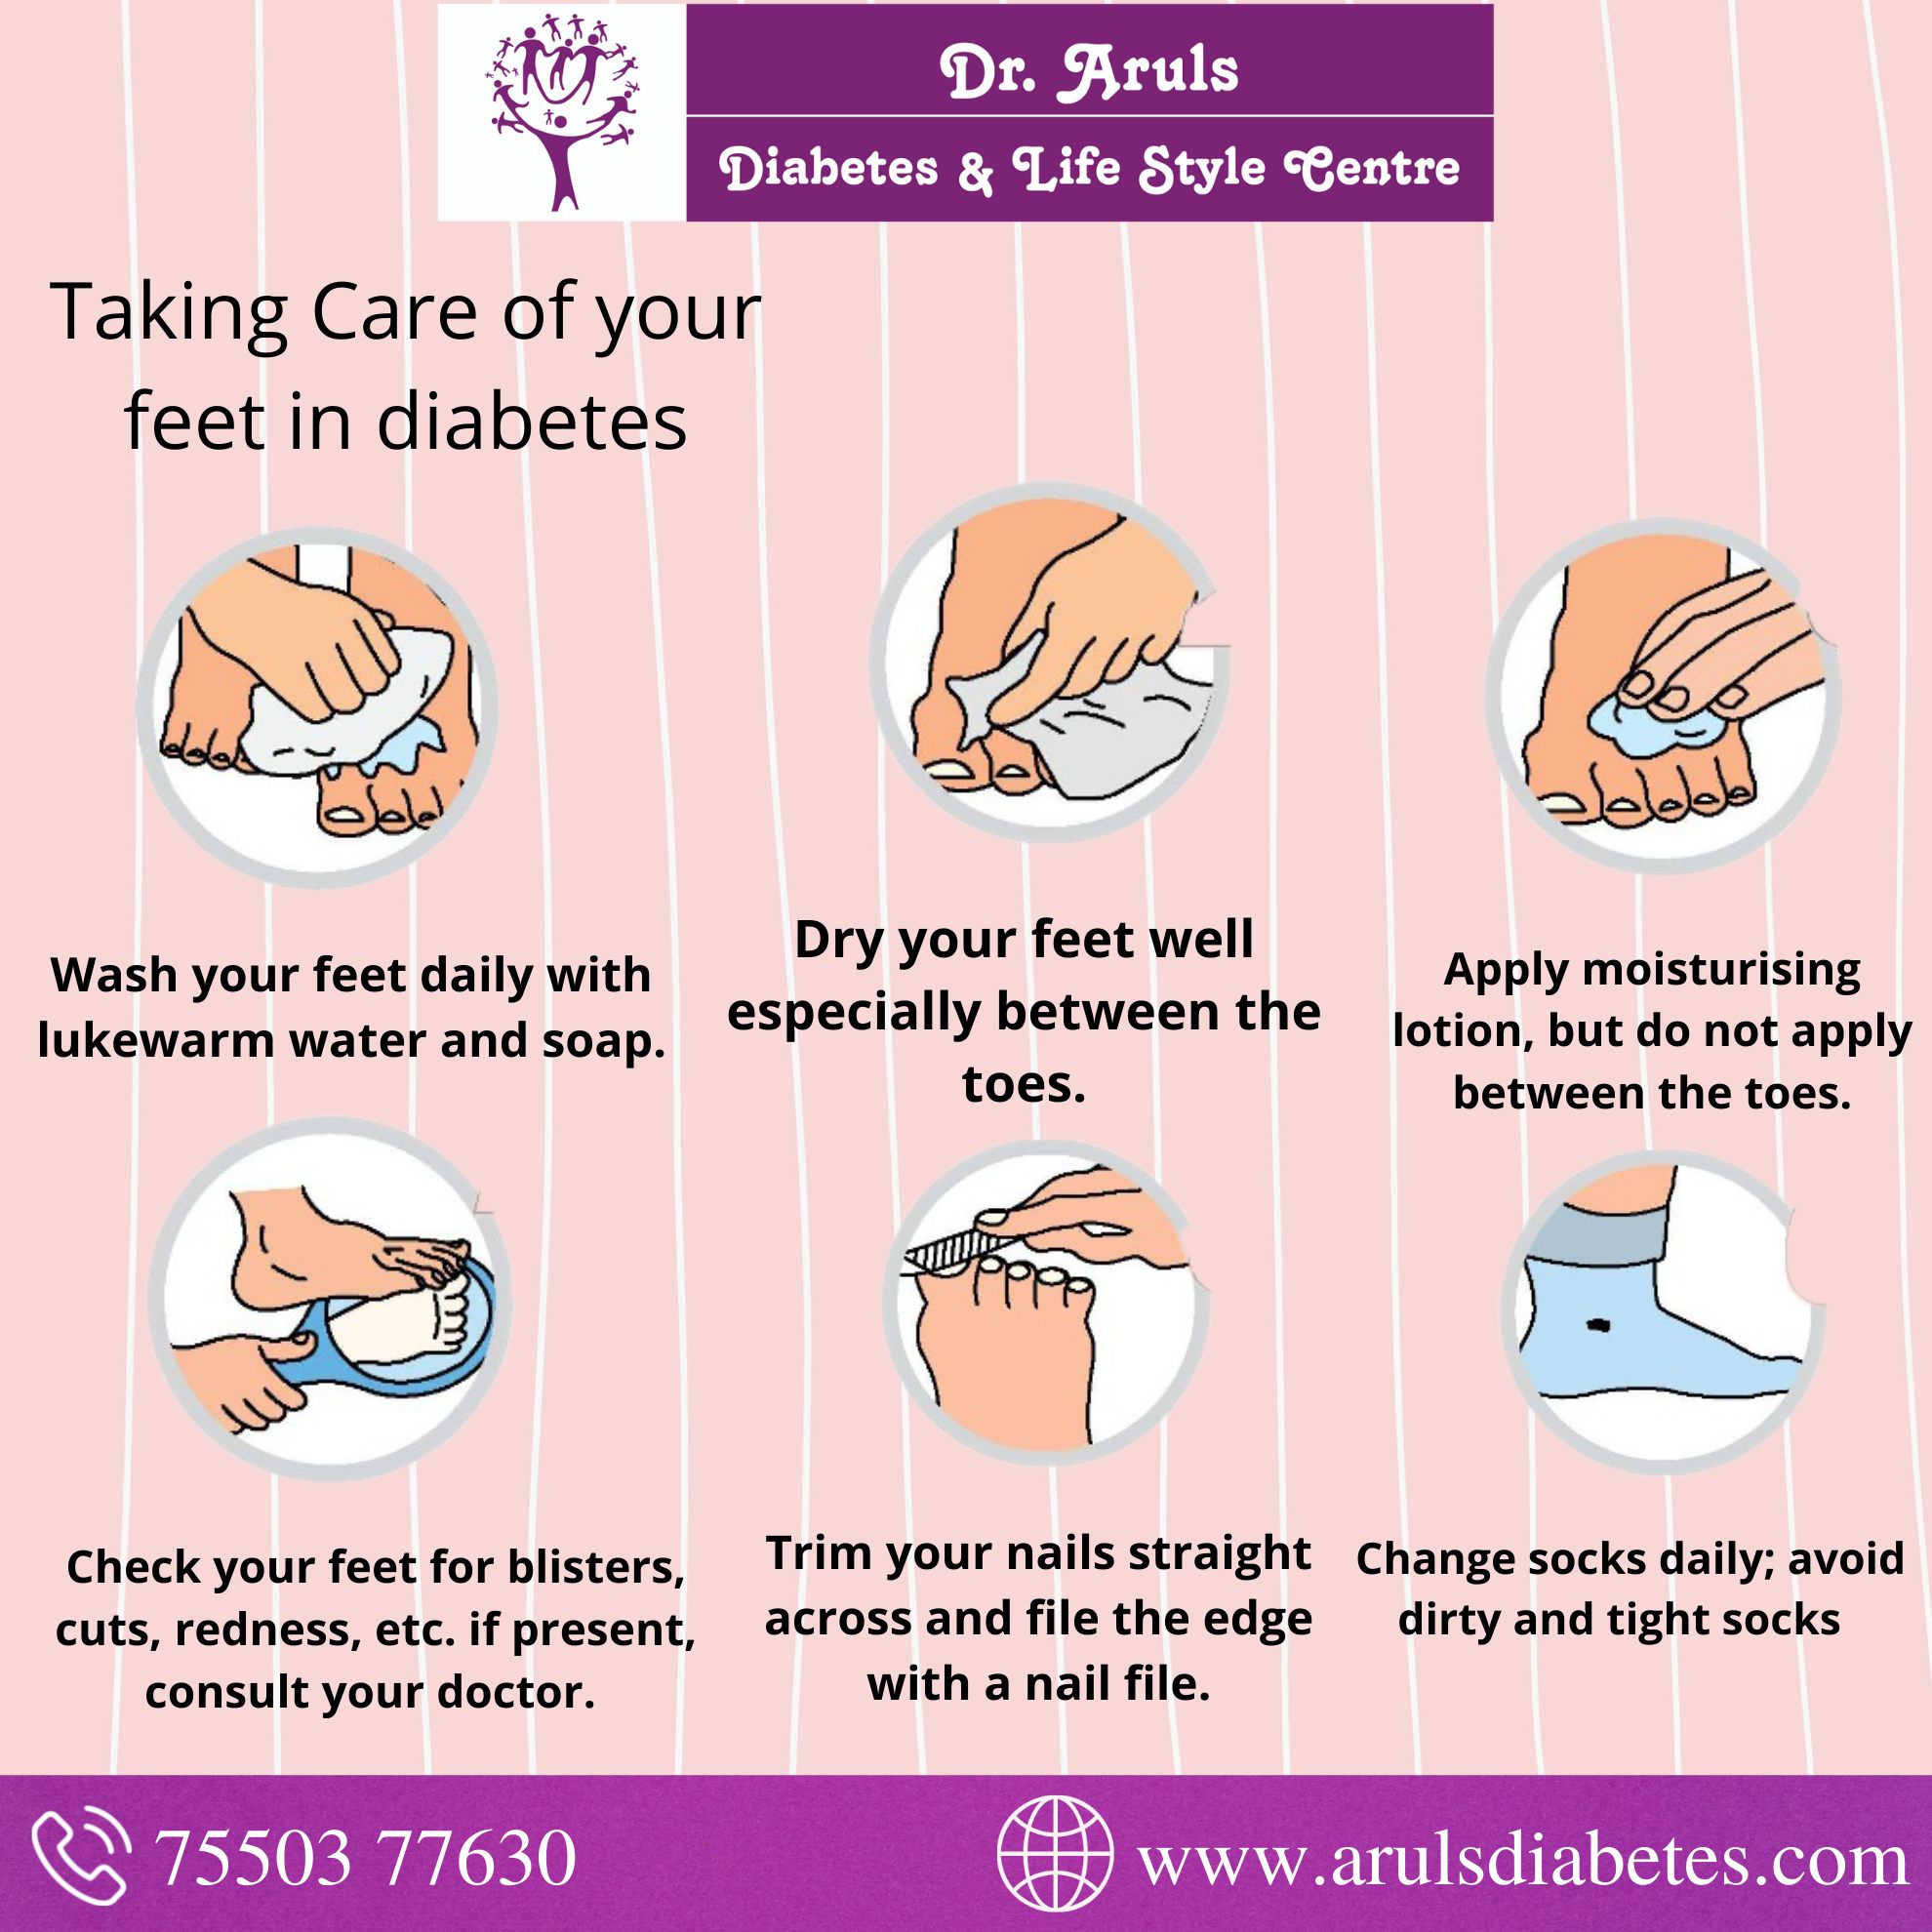 Dr. Aruls
Diabetes & Life Style Centre
Taking Care of your
feet in diabetes
Wash your feet daily with
lukewarm water and soap.
Dry your feet well
especially between the
toes.
Apply moisturising
lotion, but do not apply
between the toes.
Check your feet for blisters,
cuts, redness, etc. if present,
consult your doctor.
Trim your nails straight
across and file the edge
with a nail file.
Change socks daily; avoid
dirty and tight socks
75503 77630
www.arulsdiabetes.com